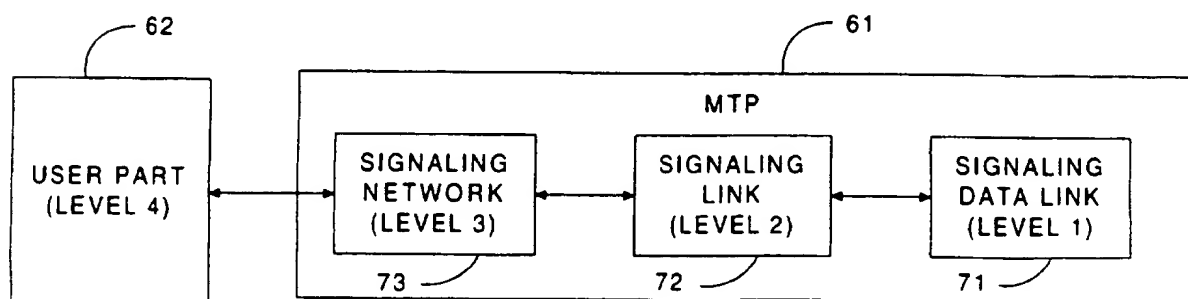 62
61
MTP
USER PART
(LEVEL 4)
SIGNALING
NETWORK
(LEVEL 3)
SIGNALING
LINK
(LEVEL 2)
SIGNALING
DATA LINK
(LEVEL 1)
73
72
71